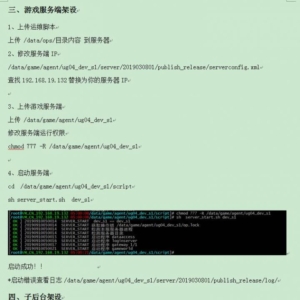 三、游戏服务端架设
1、上传运维脚本
上传 /data/ops/目录内容 到服务器
2、修改服务端 IP
/data/game/agent/ug04_dev_s1/server/2019030801/publish_release/serverconfig.xml
查找 192.168.19.132 替换为你的服务器 IP
3、上传游戏服务端
上传 /data/game/agent/ug04_dev_s1
修改服务端运行权限
chmod 777 -R /data/game/agent/ug04_dev_s1
4、启动服务端
cd /data/game/agent/ug04_dev_s1/script
sh server_start.sh dev_s1
启动成功！！
*启动错误查看日志 /data/game/agent/ug04_dev_s1/server/2019030801/publish_release/log/
四、子后台架设